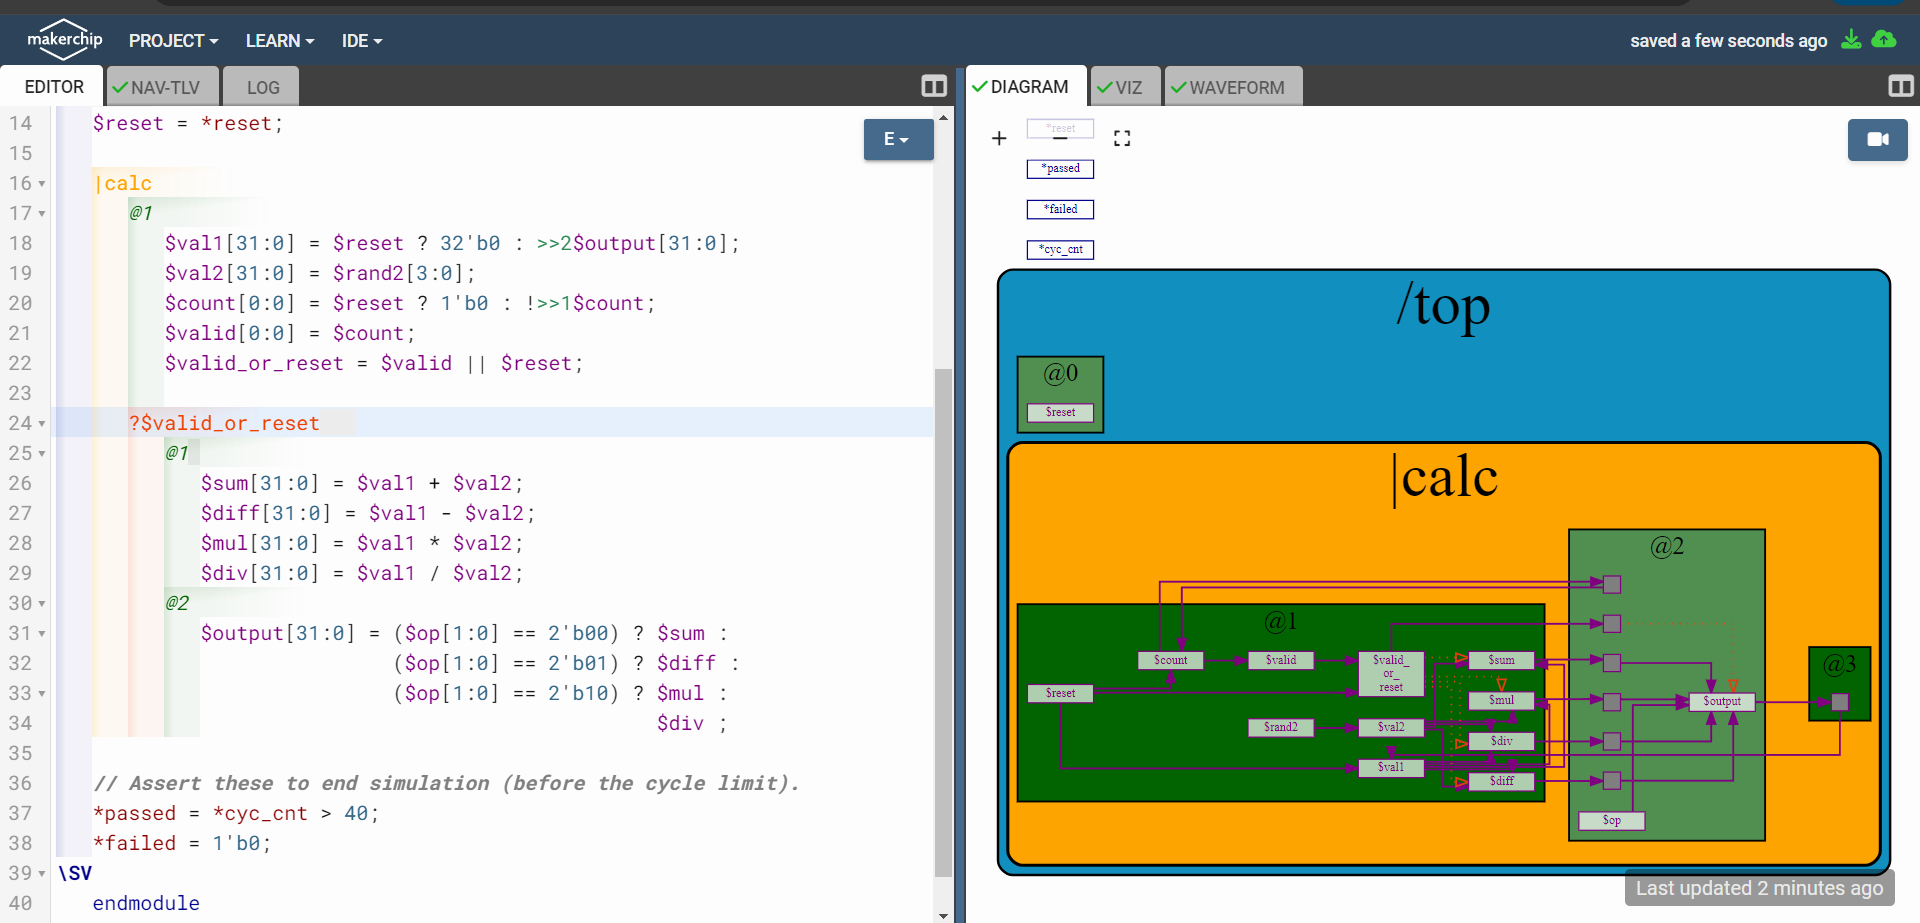 makerchip PROJECT LEARN IDE saved a few seconds ago
EDITOR NAV-TLV LOG
DIAGRAM VIZ WAVEFORM
E
14 $reset = *reset;
15
16 |calc
17 @1
18 $val1[31:0] = $reset ? 32'b0 : >>2$output[31:0];
19 $val2[31:0] = $rand2[3:0];
20 $count[0:0] = $reset ? 1'b0 : !>>1$count;
21 $valid[0:0] = $count;
22 $valid_or_reset = $valid || $reset;
23
24 ?$valid_or_reset
25 @1
26 $sum[31:0] = $val1 + $val2;
27 $diff[31:0] = $val1 - $val2;
28 $mul[31:0] = $val1 * $val2;
29 $div[31:0] = $val1 / $val2;
30 @2
31 $output[31:0] = ($op[1:0] == 2'b00) ? $sum :
32 ($op[1:0] == 2'b01) ? $diff :
33 ($op[1:0] == 2'b10) ? $mul :
34 $div ;
35
36 // Assert these to end simulation (before the cycle limit).
37 *passed = *cyc_cnt > 40;
38 *failed = 1'b0;
39 \SV
40 endmodule
*reset
*passed
*failed
*cyc_cnt
/top
@0
$reset
|calc
@1
$count
$valid
$valid_
or_
reset
$sum
$reset
$mul
$rand2
$val2
$div
$val1
$diff
@2
$output
$op
@3
Last updated 2 minutes ago